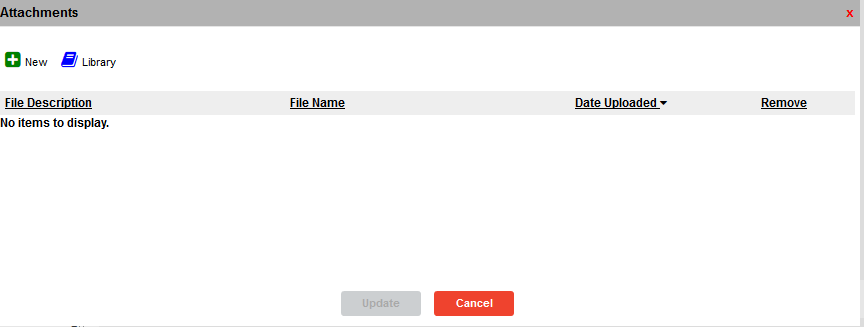 Attachments x
New Library
File Description File Name Date Uploaded Remove
No items to display.
Update Cancel